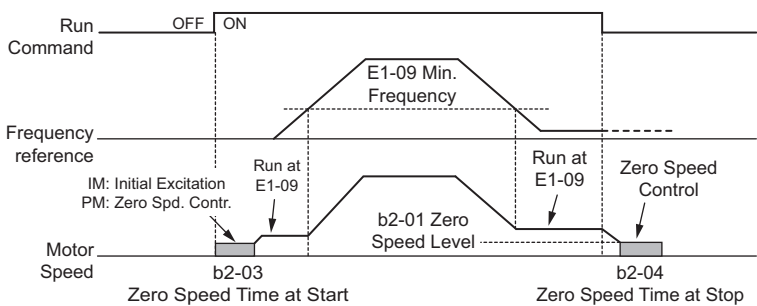 Run
Command
OFF
ON
E1-09 Min.
Frequency
Frequency
reference
IM: Initial Excitation
PM: Zero Spd. Contr.
Run at
E1-09
Run at
E1-09
Zero Speed
Control
b2-01 Zero
Speed Level
Motor
Speed
b2-03
Zero Speed Time at Start
b2-04
Zero Speed Time at Stop